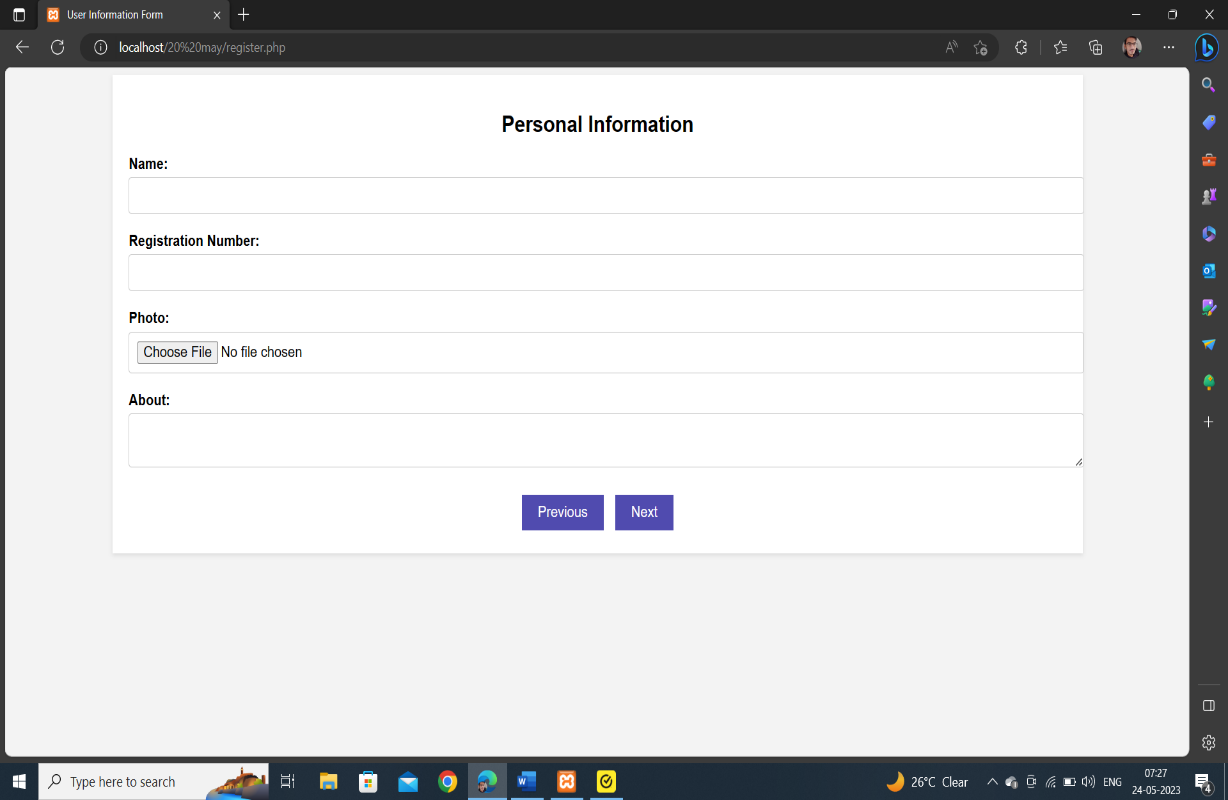 User Information Form
localhost/20%20may/register.php
Personal Information
Name:
Registration Number:
Photo:
Choose File No file chosen
About:
Previous Next
Type here to search
26°C Clear
ENG
07:27
24-05-2023
4